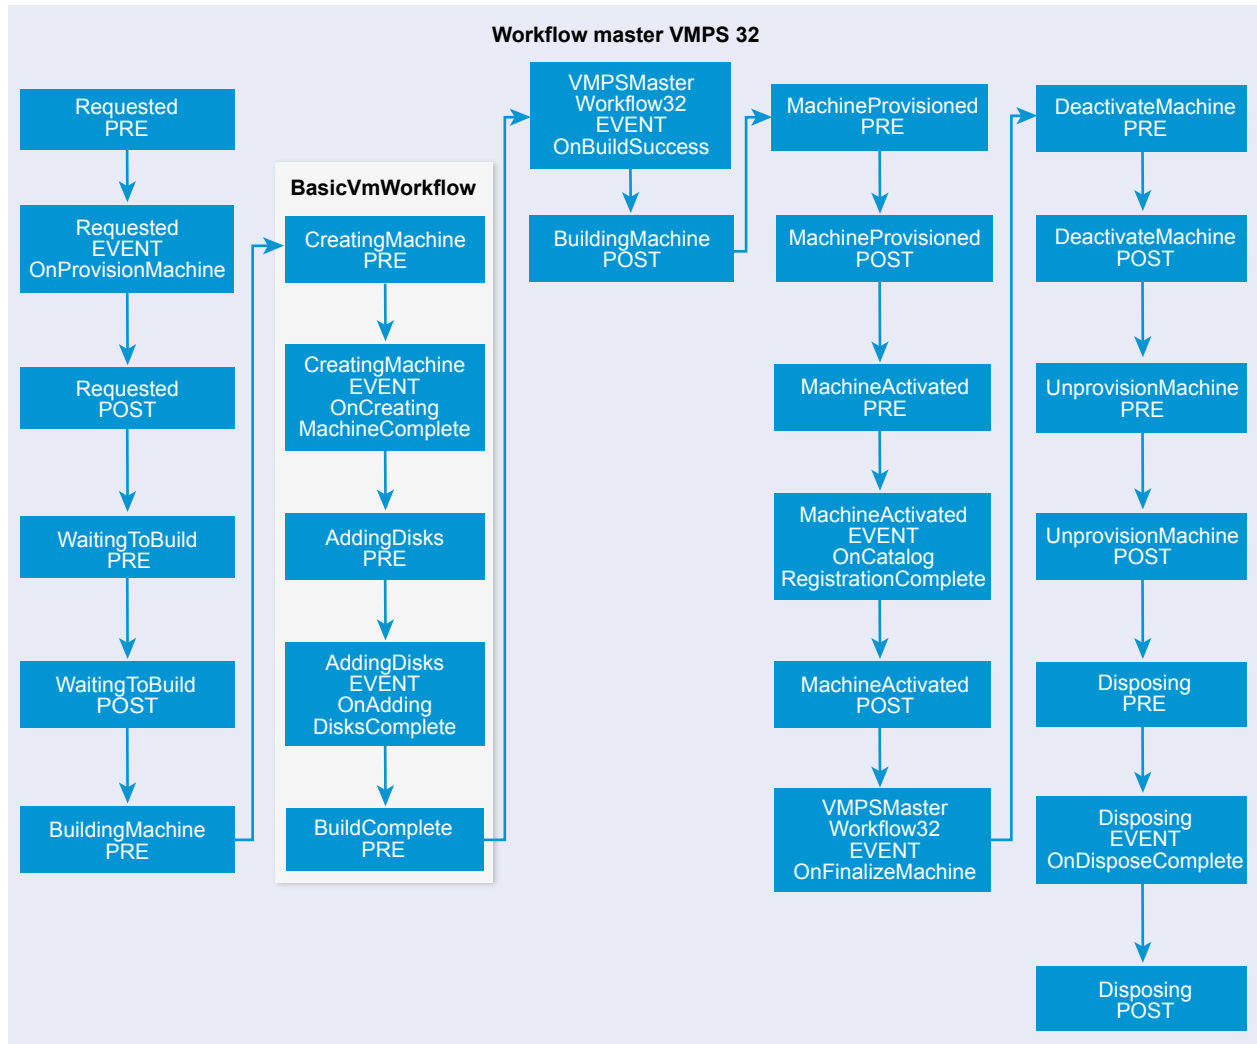 Workflow master VMPS 32
Requested
PRE
Requested
EVENT
OnProvisionMachine
Requested
POST
WaitingToBuild
PRE
WaitingToBuild
POST
BuildingMachine
PRE
BasicVmWorkflow
CreatingMachine
PRE
CreatingMachine
EVENT
OnCreating
MachineComplete
AddingDisks
PRE
AddingDisks
EVENT
OnAdding
DisksComplete
BuildComplete
PRE
VMPSMaster
Workflow32
EVENT
OnBuildSuccess
BuildingMachine
POST
MachineProvisioned
PRE
MachineProvisioned
POST
MachineActivated
PRE
MachineActivated
EVENT
OnCatalog
RegistrationComplete
MachineActivated
POST
VMPSMaster
Workflow32
EVENT
OnFinalizeMachine
DeactivateMachine
PRE
DeactivateMachine
POST
UnprovisionMachine
PRE
UnprovisionMachine
POST
Disposing
PRE
Disposing
EVENT
OnDisposeComplete
Disposing
POST